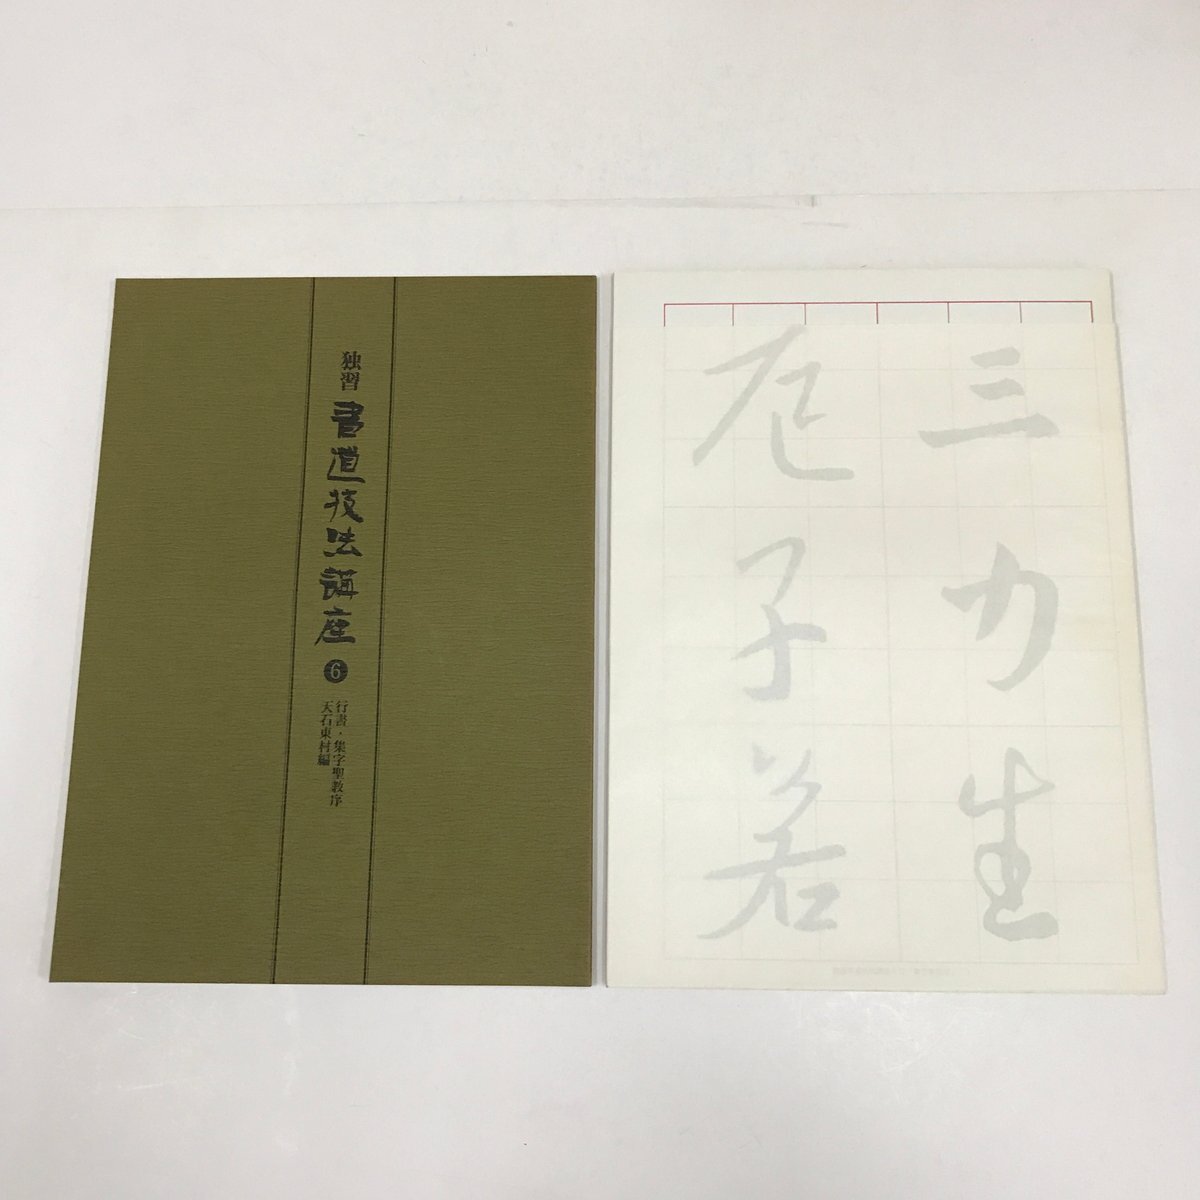 独習
書道技法講座
6
行書・集字聖教序
天石東村編
三力生
厄子若